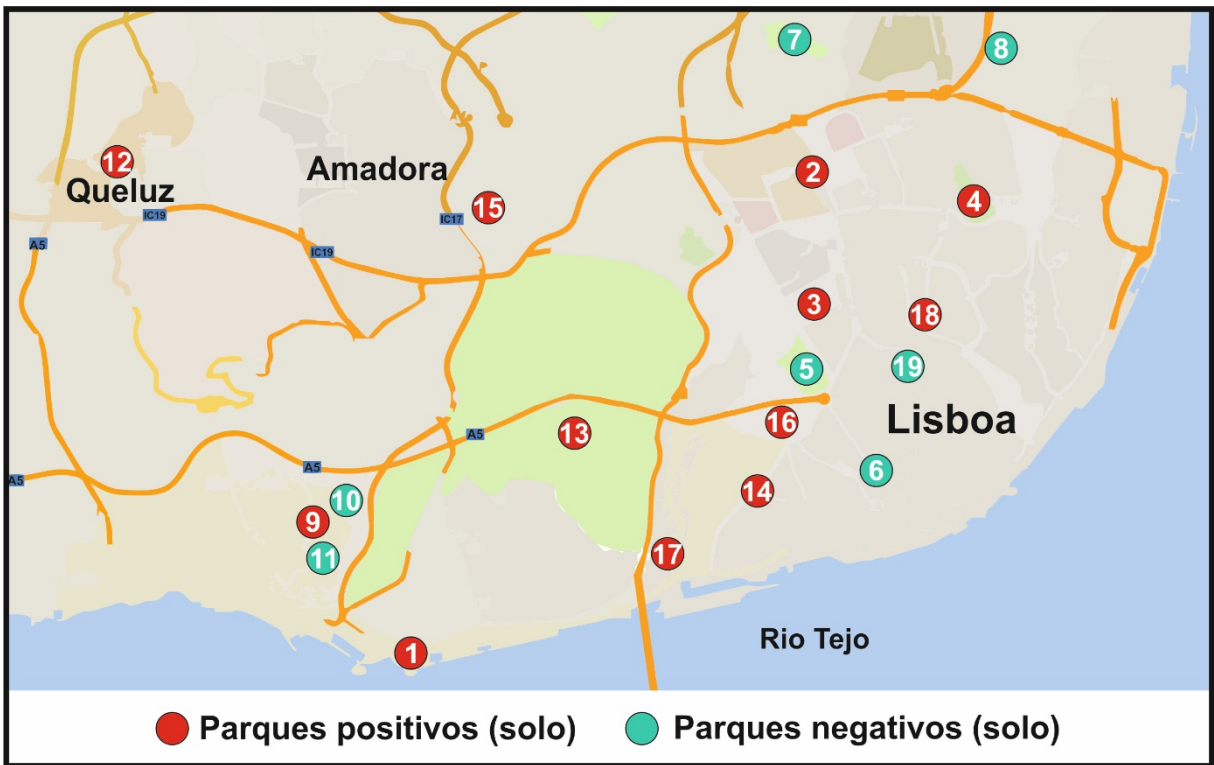 7
8
12
Queluz
Amadora
2
15
4
IC19
IC17
A5
IC19
3
18
5
19
16
Lisboa
13
A5
A5
6
A5
14
10
9
11
17
Rio Tejo
1
Parques positivos (solo)
Parques negativos (solo)